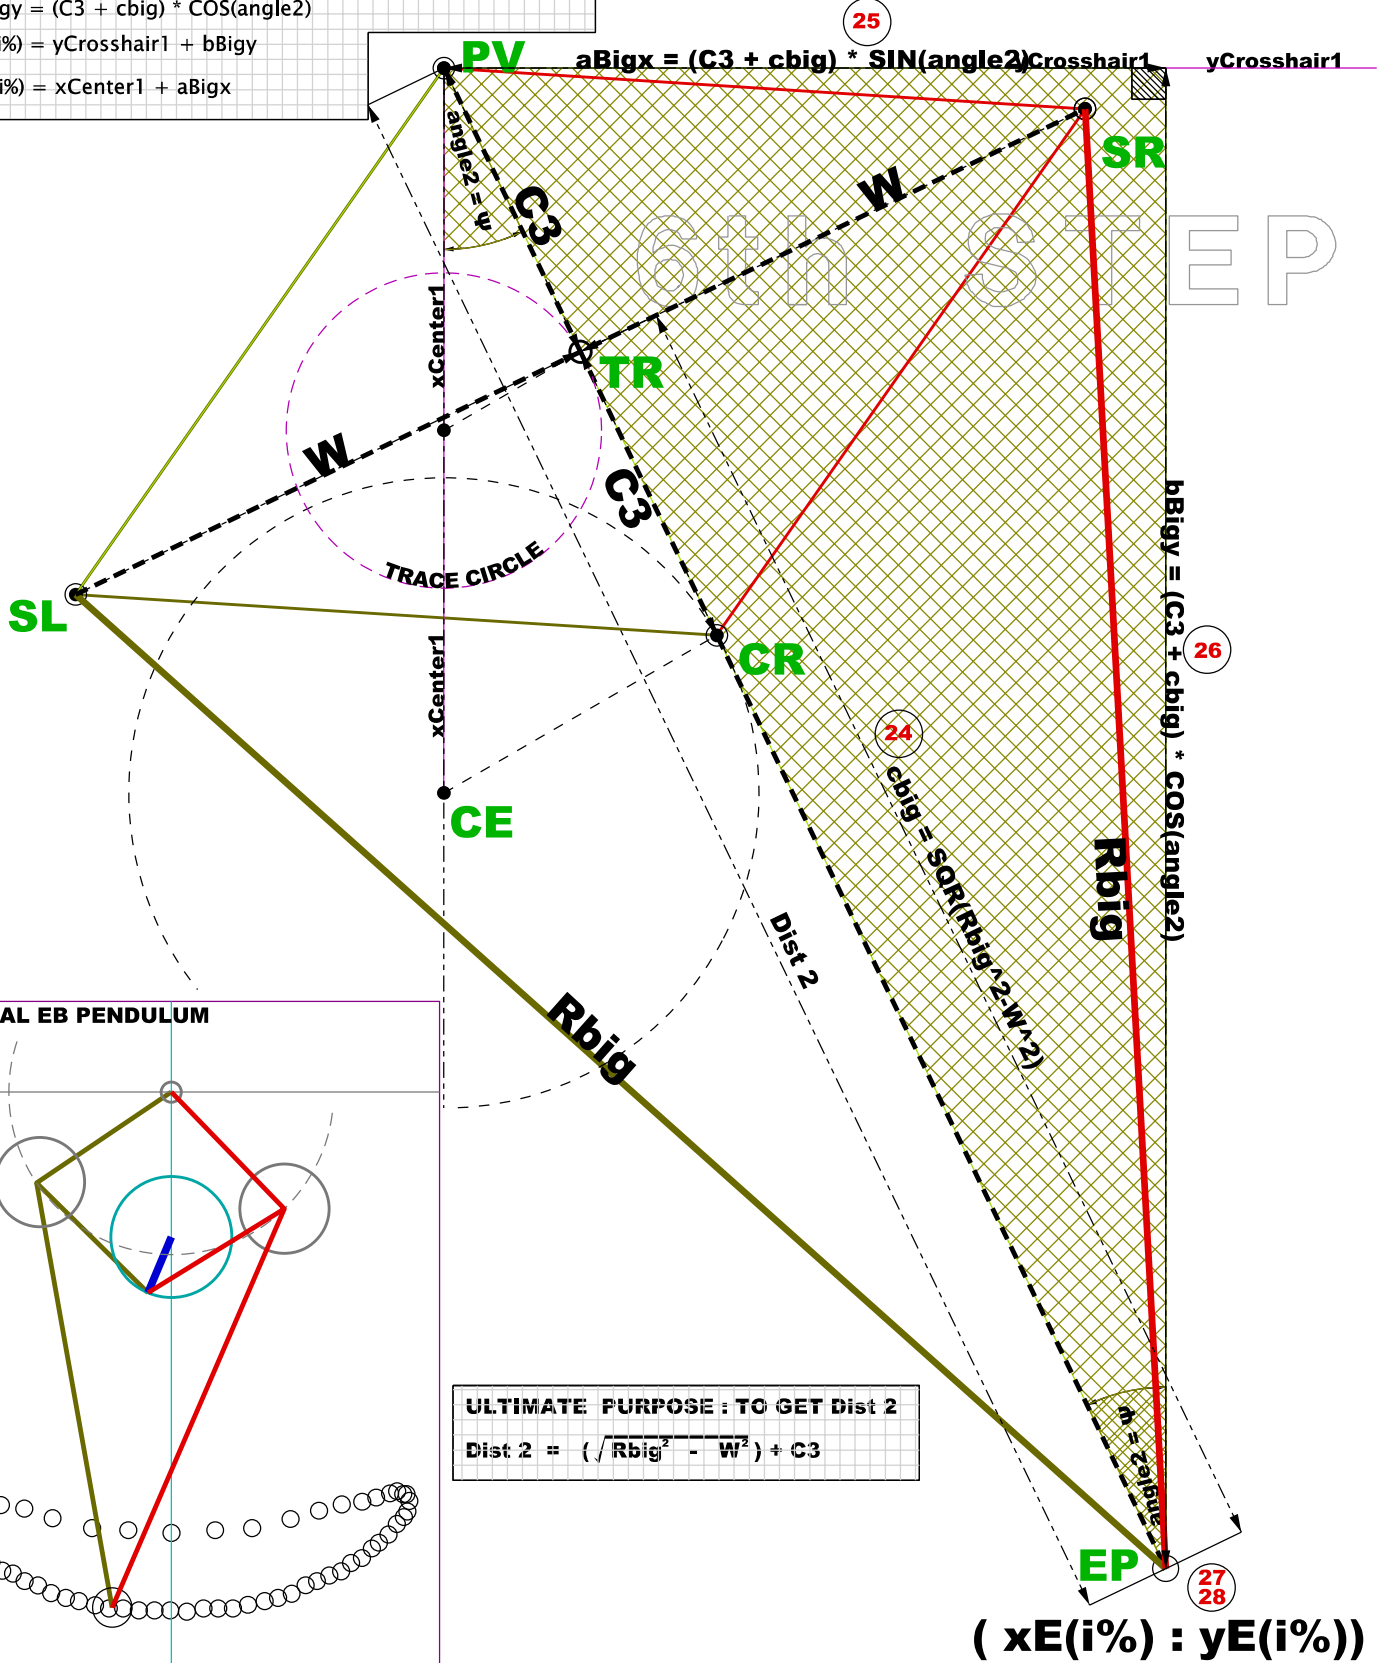 gy = (C3 + cbig) * COS(angle2)
i%) = yCrosshair1 + bBigy
i%) = xCenter1 + aBigx
25
PV
aBigx = (C3 + cbig) * SIN(angle2)
yCrosshair1
yCrosshair1
SR
angle2 = Ψ
C3
W
6th STEP
xCenter1
TR
W
C3
TRACE CIRCLE
SL
CR
xCenter1
bBigy = (C3 + cbig) * COS(angle2)
26
24
cbig = SQR(Rbig^2-W^2)
CE
Rbig
Dist 2
Rbig
AL EB PENDULUM
ULTIMATE PURPOSE : TO GET Dist 2
Dist 2 = (√Rbig² - W²) + C3
angle2 = Ψ
EP
27
28
( xE(i%) : yE(i%))